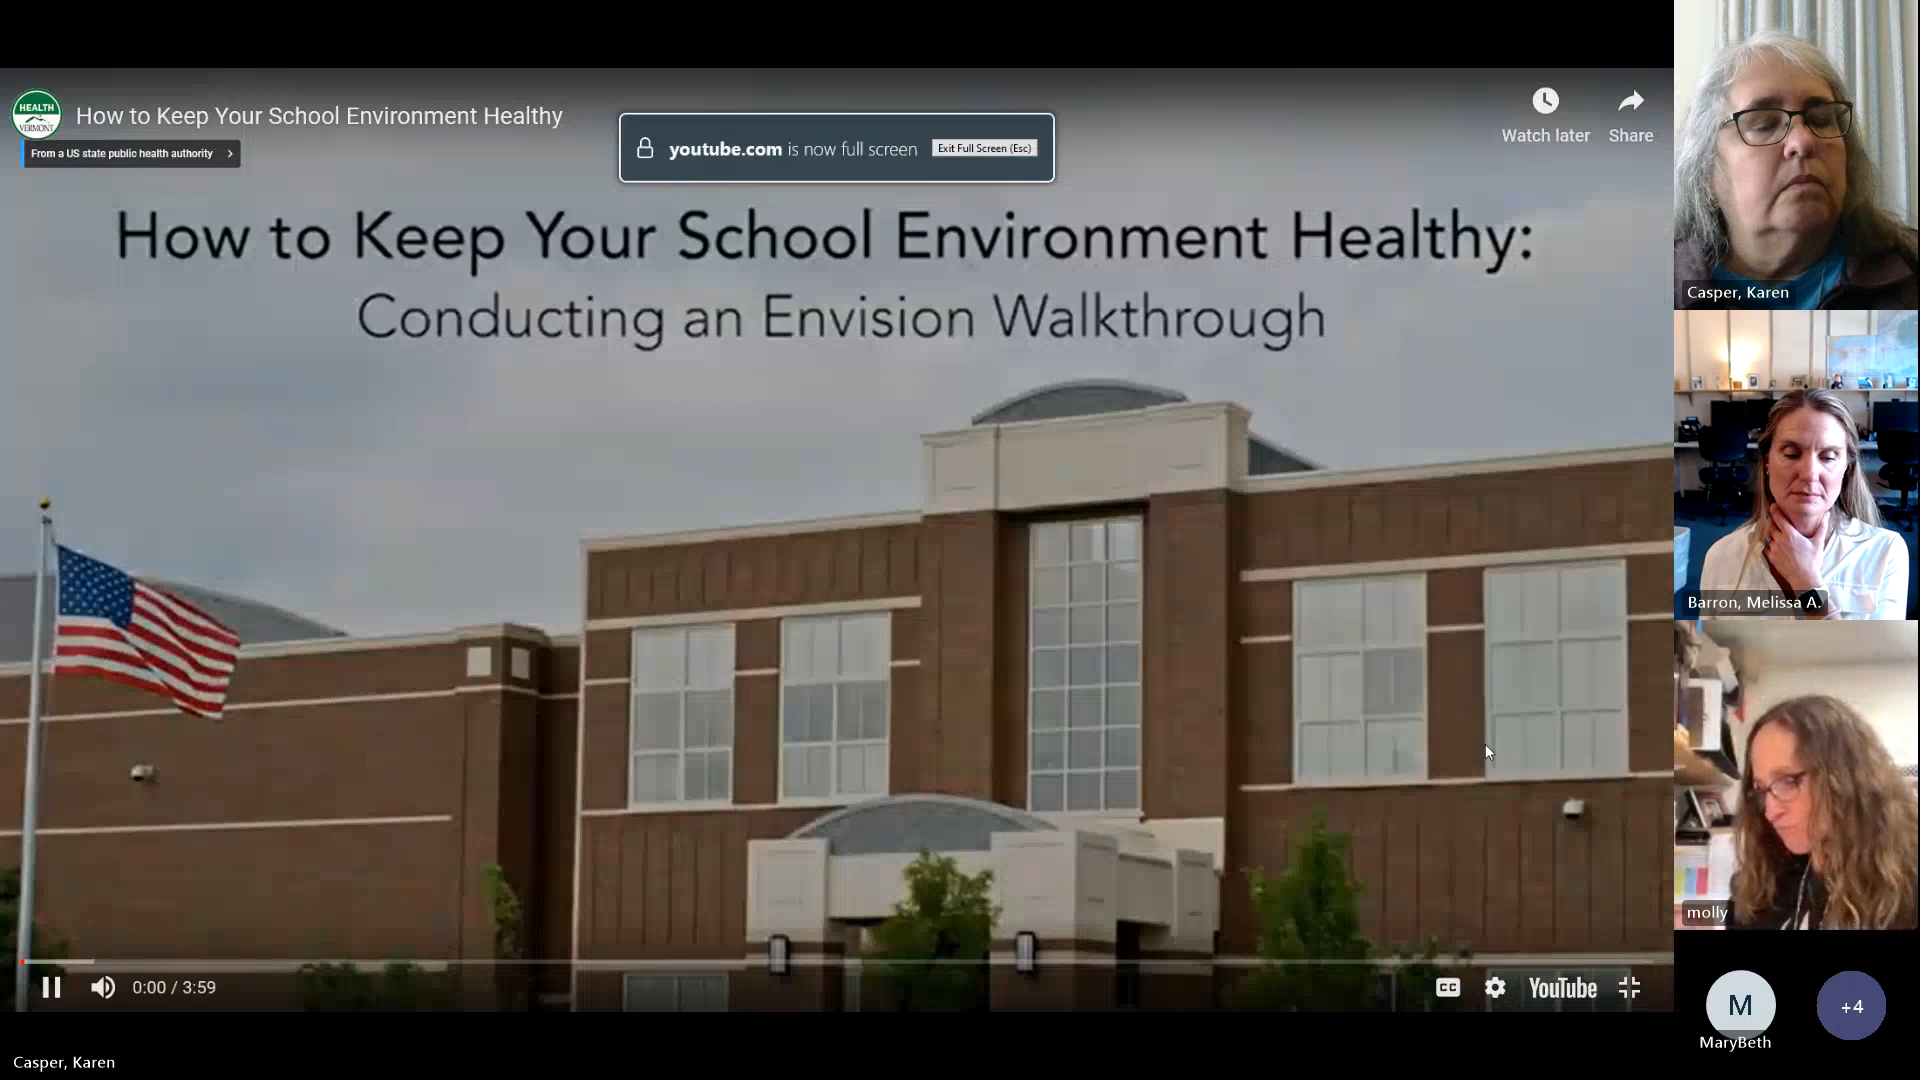 HEALTH
VERMONT
How to Keep Your School Environment Healthy
From a US state public health authority
youtube.com is now full screen
Exit Full Screen (Esc)
Watch later
Share
How to Keep Your School Environment Healthy:
Conducting an Envision Walkthrough
0:00 / 3:59
CC
YouTube
Casper, Karen
Casper, Karen
Barron, Melissa A.
molly
M
MaryBeth
+4